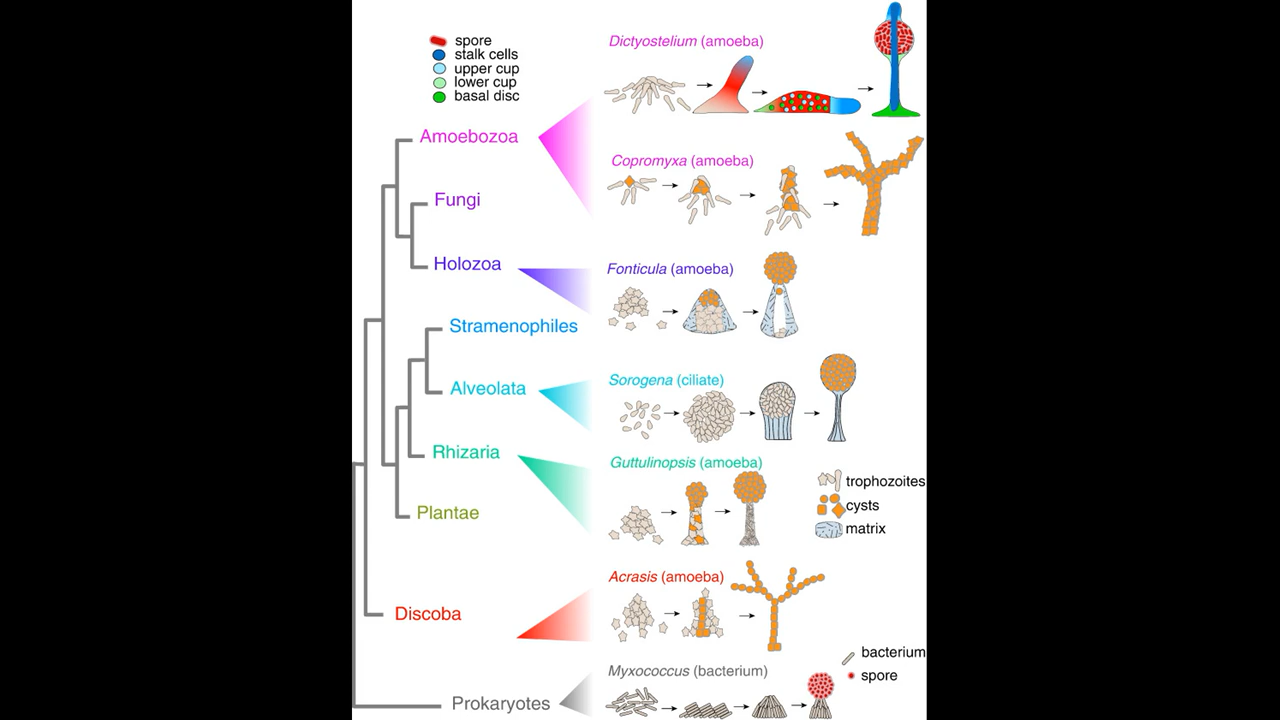 spore
stalk cells
upper cup
lower cup
basal disc
Dictyostelium (amoeba)
Amoebozoa
Copromyxa (amoeba)
Fungi
Holozoa
Fonticula (amoeba)
Stramenophiles
Sorogena (ciliate)
Alveolata
Rhizaria
Guttulinopsis (amoeba)
trophozoites
cysts
matrix
Plantae
Acrasis (amoeba)
Discoba
bacterium
spore
Myxococcus (bacterium)
Prokaryotes